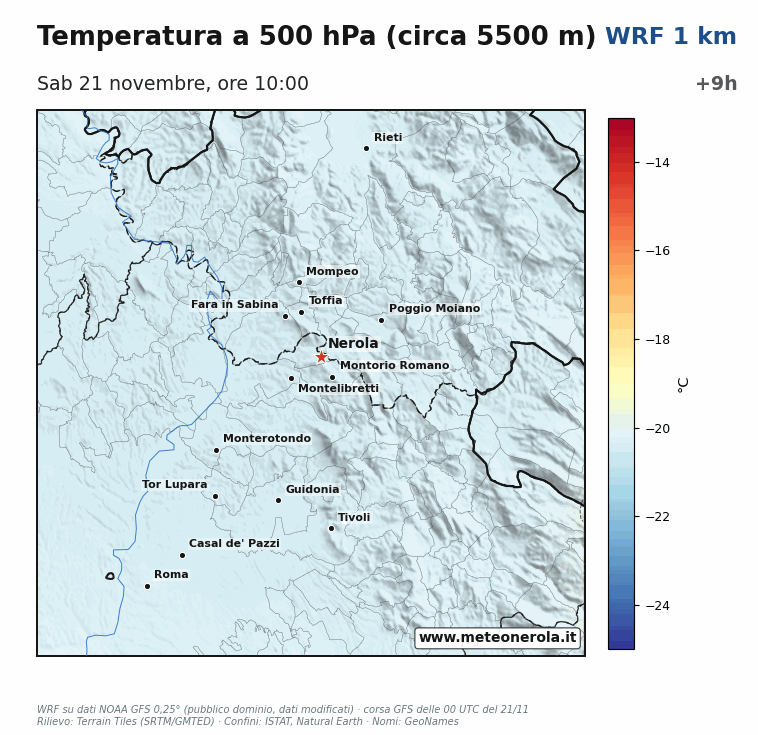 Temperatura a 500 hPa (circa 5500 m) WRF 1 km
Sab 21 novembre, ore 10:00 +9h
Rieti
−14
−16
Mompeo
Toffia
Fara in Sabina
Poggio Moiano
−18
Nerola
Montorio Romano
Montelibretti
°C
−20
Monterotondo
Tor Lupara
Guidonia
Tivoli
−22
Casal de' Pazzi
Roma
−24
www.meteonerola.it
WRF su dati NOAA GFS 0,25° (pubblico dominio, dati modificati) · corsa GFS delle 00 UTC del 21/11
Rilievo: Terrain Tiles (SRTM/GMTED) · Confini: ISTAT, Natural Earth · Nomi: GeoNames